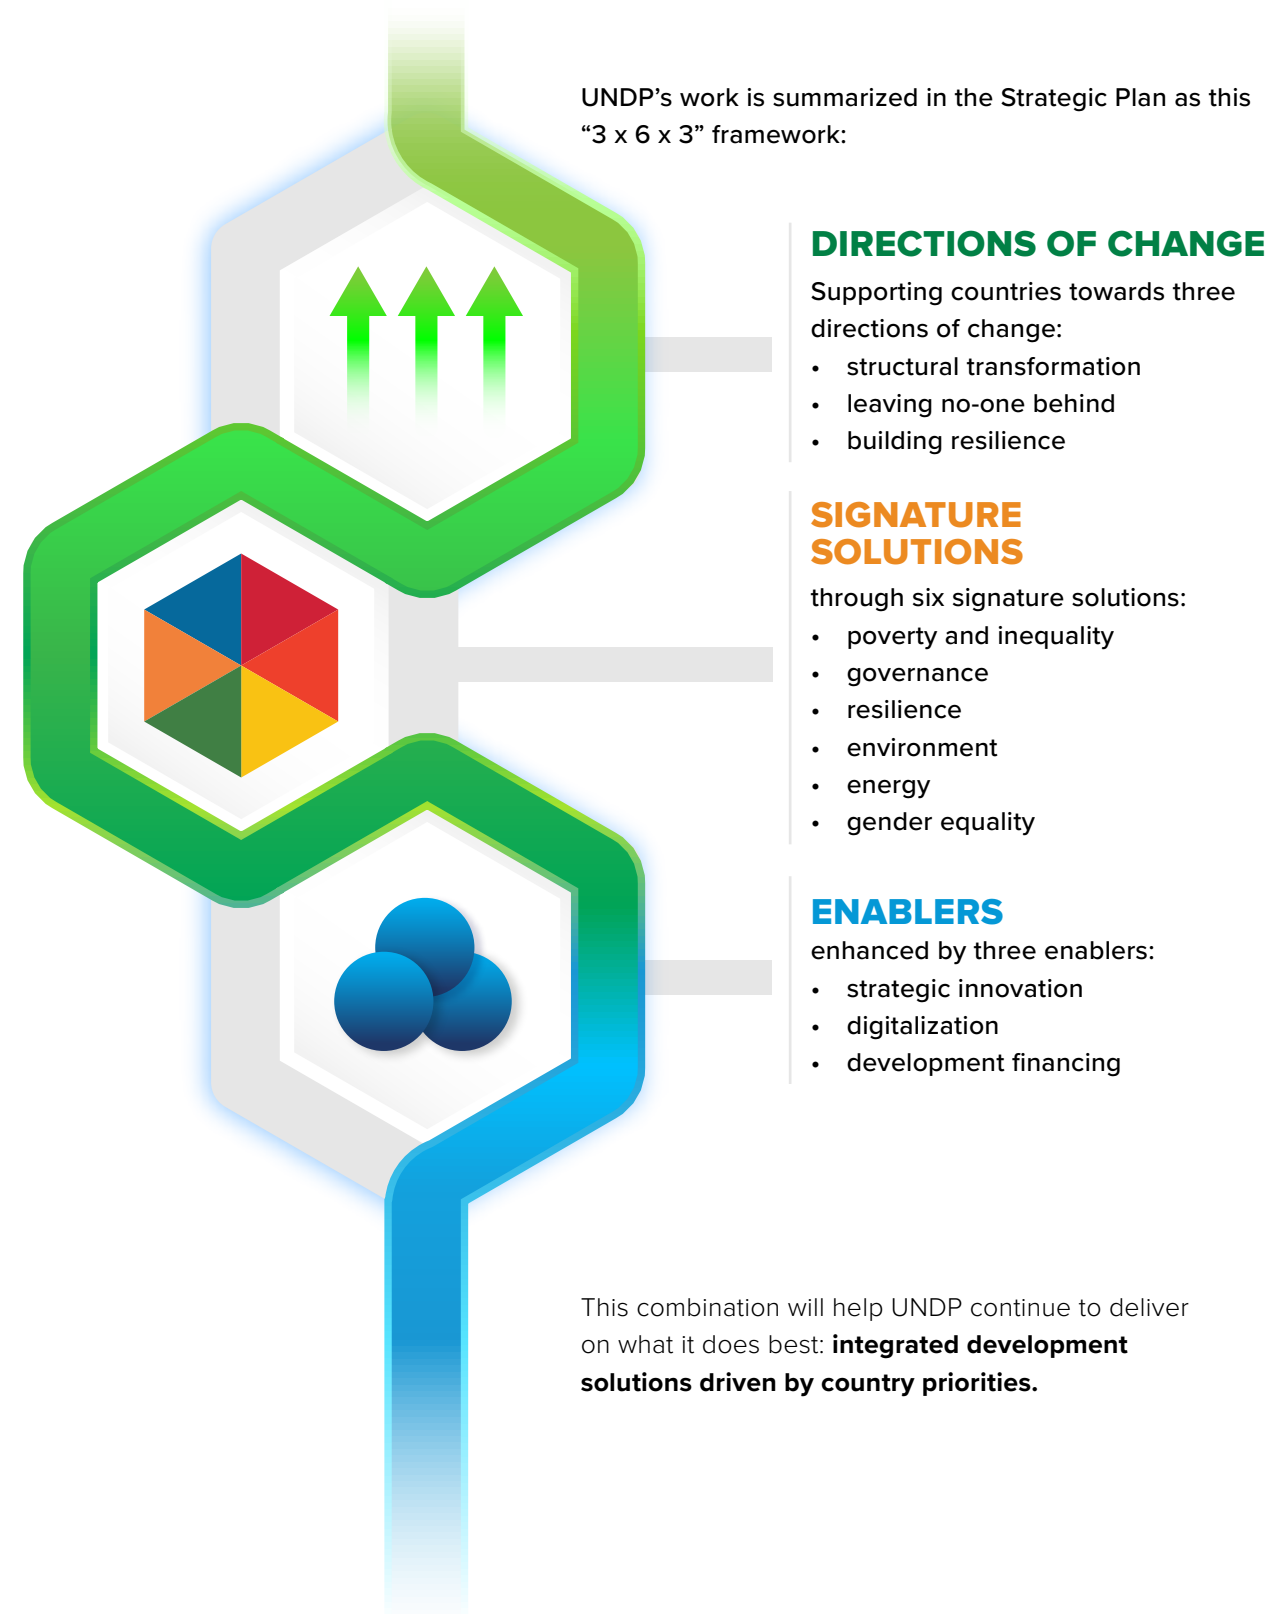 UNDP’s work is summarized in the Strategic Plan as this
“3 x 6 x 3” framework:
DIRECTIONS OF CHANGE
Supporting countries towards three
directions of change:
• structural transformation
• leaving no-one behind
• building resilience
SIGNATURE
SOLUTIONS
through six signature solutions:
• poverty and inequality
• governance
• resilience
• environment
• energy
• gender equality
ENABLERS
enhanced by three enablers:
• strategic innovation
• digitalization
• development financing
This combination will help UNDP continue to deliver
on what it does best: integrated development
solutions driven by country priorities.